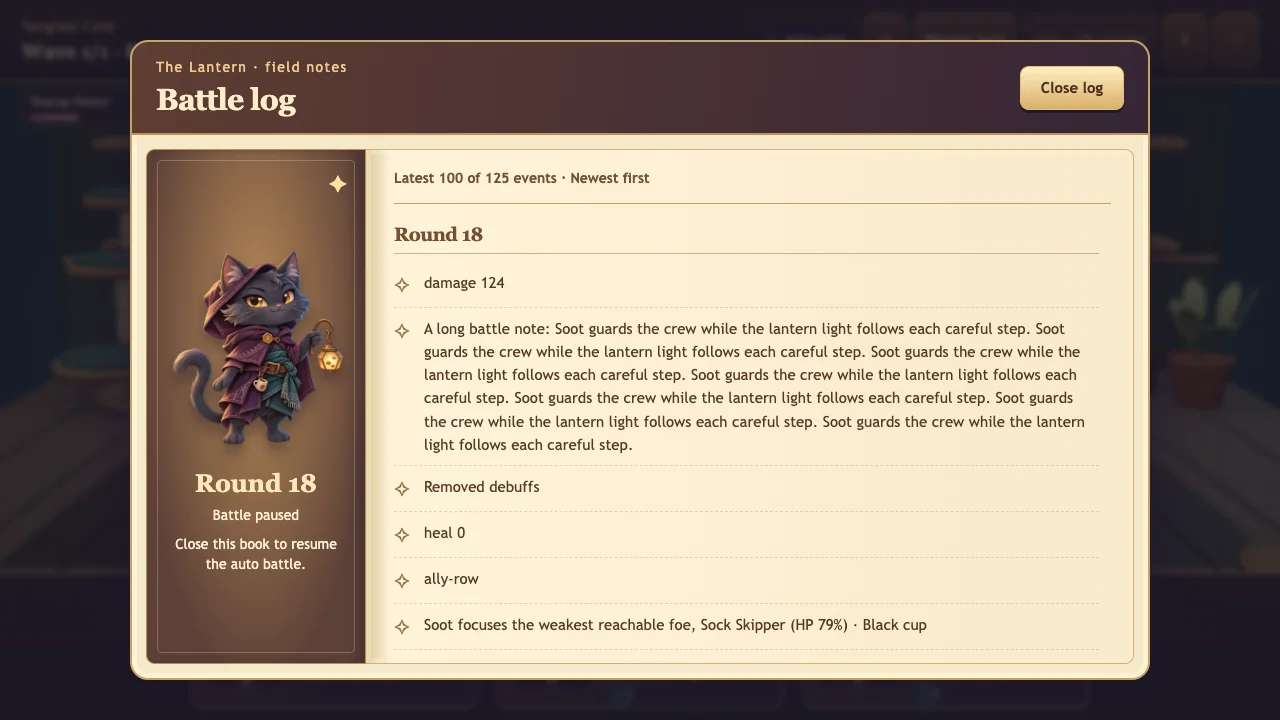 The Lantern · field notes
Battle log
Close log
Round 18
Battle paused
Close this book to resume
the auto battle.
Latest 100 of 125 events · Newest first
Round 18
damage 124
A long battle note: Soot guards the crew while the lantern light follows each careful step. Soot
guards the crew while the lantern light follows each careful step. Soot guards the crew while the
lantern light follows each careful step. Soot guards the crew while the lantern light follows each
careful step. Soot guards the crew while the lantern light follows each careful step. Soot guards
the crew while the lantern light follows each careful step. Soot guards the crew while the lantern
light follows each careful step.
Removed debuffs
heal 0
ally-row
Soot focuses the weakest reachable foe, Sock Skipper (HP 79%) · Black cup